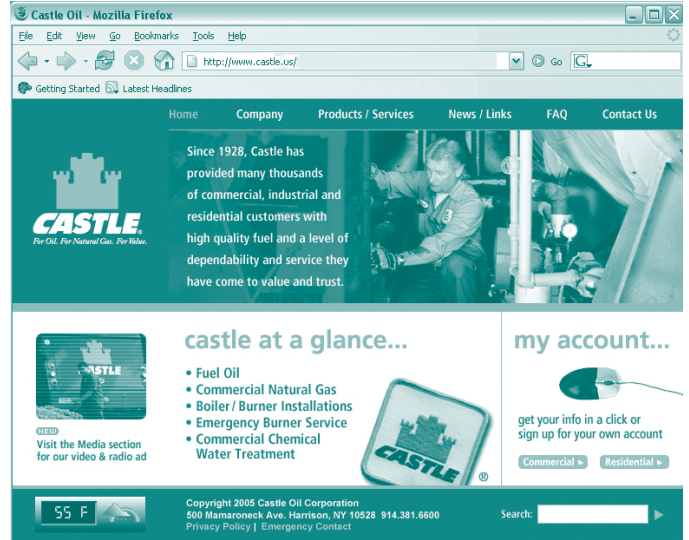 Castle Oil - Mozilla Firefox
File Edit View Go Bookmarks Tools Help
http://www.castle.us/
Go
G
Getting Started Latest Headlines
Home Company Products / Services News / Links FAQ Contact Us
Since 1928, Castle has
provided many thousands
of commercial, industrial and
residential customers with
high quality fuel and a level of
dependability and service they
have come to value and trust.
CASTLE®
For Oil. For Natural Gas. For Value.
castle at a glance...
• Fuel Oil
• Commercial Natural Gas
• Boiler / Burner Installations
• Emergency Burner Service
• Commercial Chemical
Water Treatment
CASTLE
®
my account...
get your info in a click or
sign up for your own account
Commercial Residential
CASTLE
NEW
Visit the Media section
for our video & radio ad
55 F
Copyright 2005 Castle Oil Corporation
500 Mamaroneck Ave. Harrison, NY 10528 914.381.6600
Privacy Policy | Emergency Contact
Search: